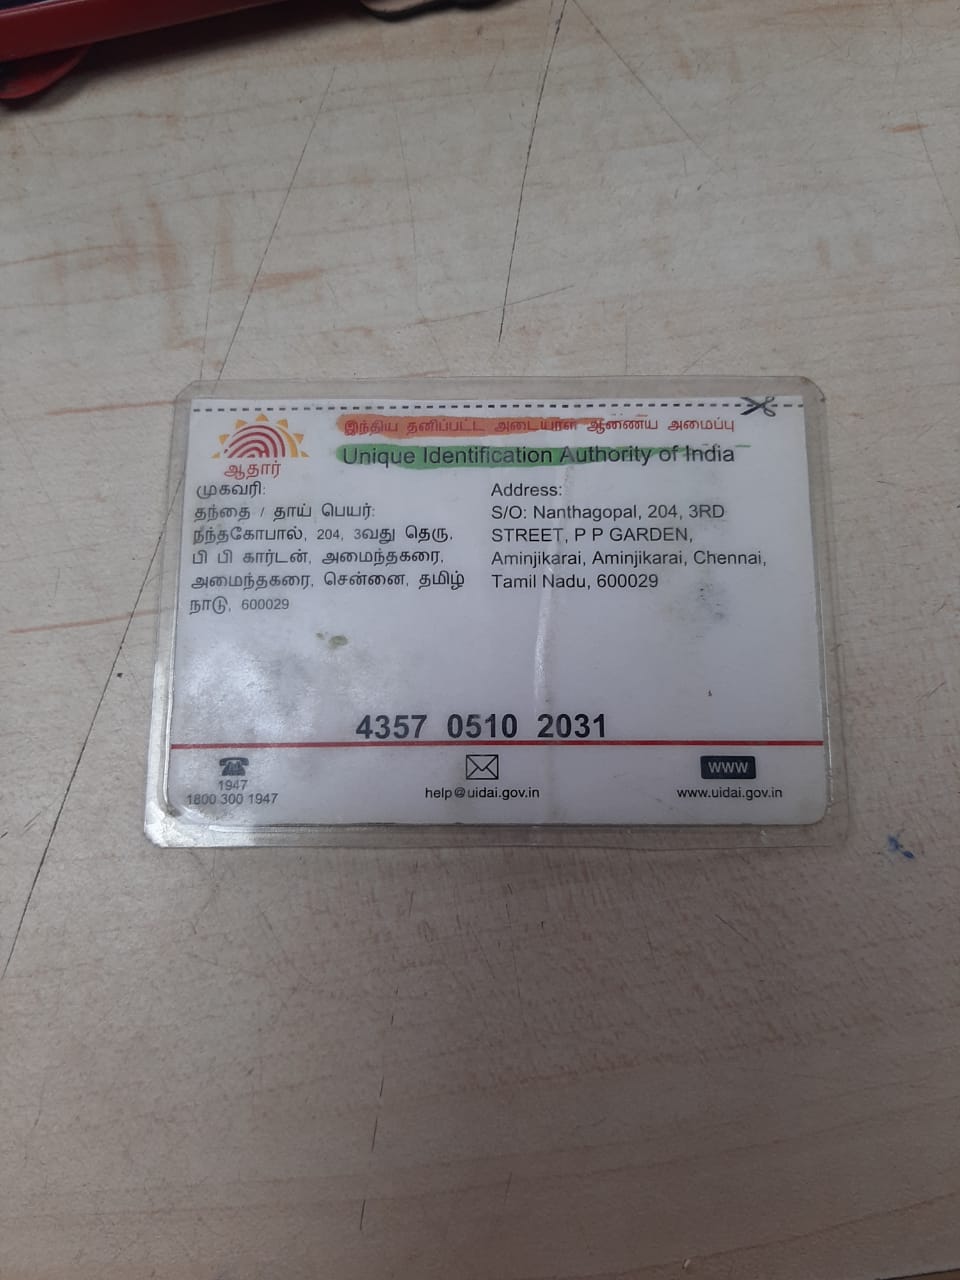 இந்திய தனிப்பட்ட அடையாள ஆணைய அமைப்பு
Unique Identification Authority of India
ஆதார்
முகவரி:
தந்தை / தாய் பெயர்:
நந்தகோபால், 204, 3வது தெரு,
பி பி கார்டன், அமைந்தகரை,
அமைந்தகரை, சென்னை, தமிழ்
நாடு, 600029
Address:
S/O: Nanthagopal, 204, 3RD
STREET, P P GARDEN,
Aminjikarai, Aminjikarai, Chennai,
Tamil Nadu, 600029
4357 0510 2031
1947
1800 300 1947
help@uidai.gov.in
WWW
www.uidai.gov.in